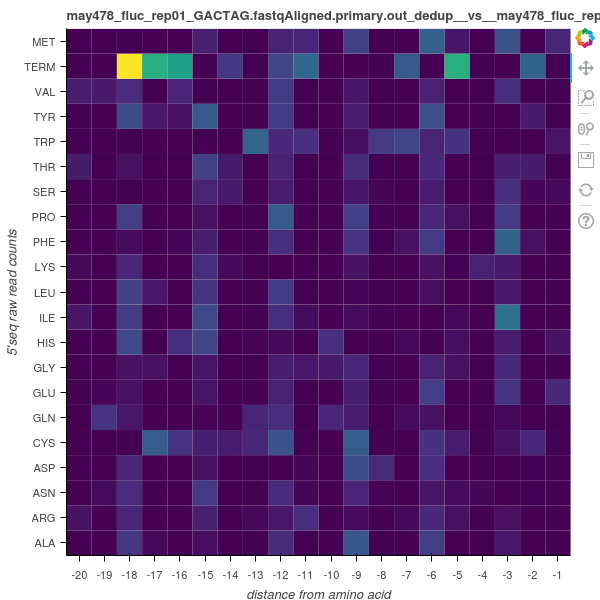 may478_fluc_rep01_GACTAG.fastqAligned.primary.out_dedup__vs__may478_fluc_rep
MET
TERM
VAL
TYR
TRP
THR
SER
PRO
PHE
LYS
LEU
ILE
HIS
GLY
GLU
GLN
CYS
ASP
ASN
ARG
ALA
5'seq raw read counts
-20 -19 -18 -17 -16 -15 -14 -13 -12 -11 -10 -9 -8 -7 -6 -5 -4 -3 -2 -1
distance from amino acid